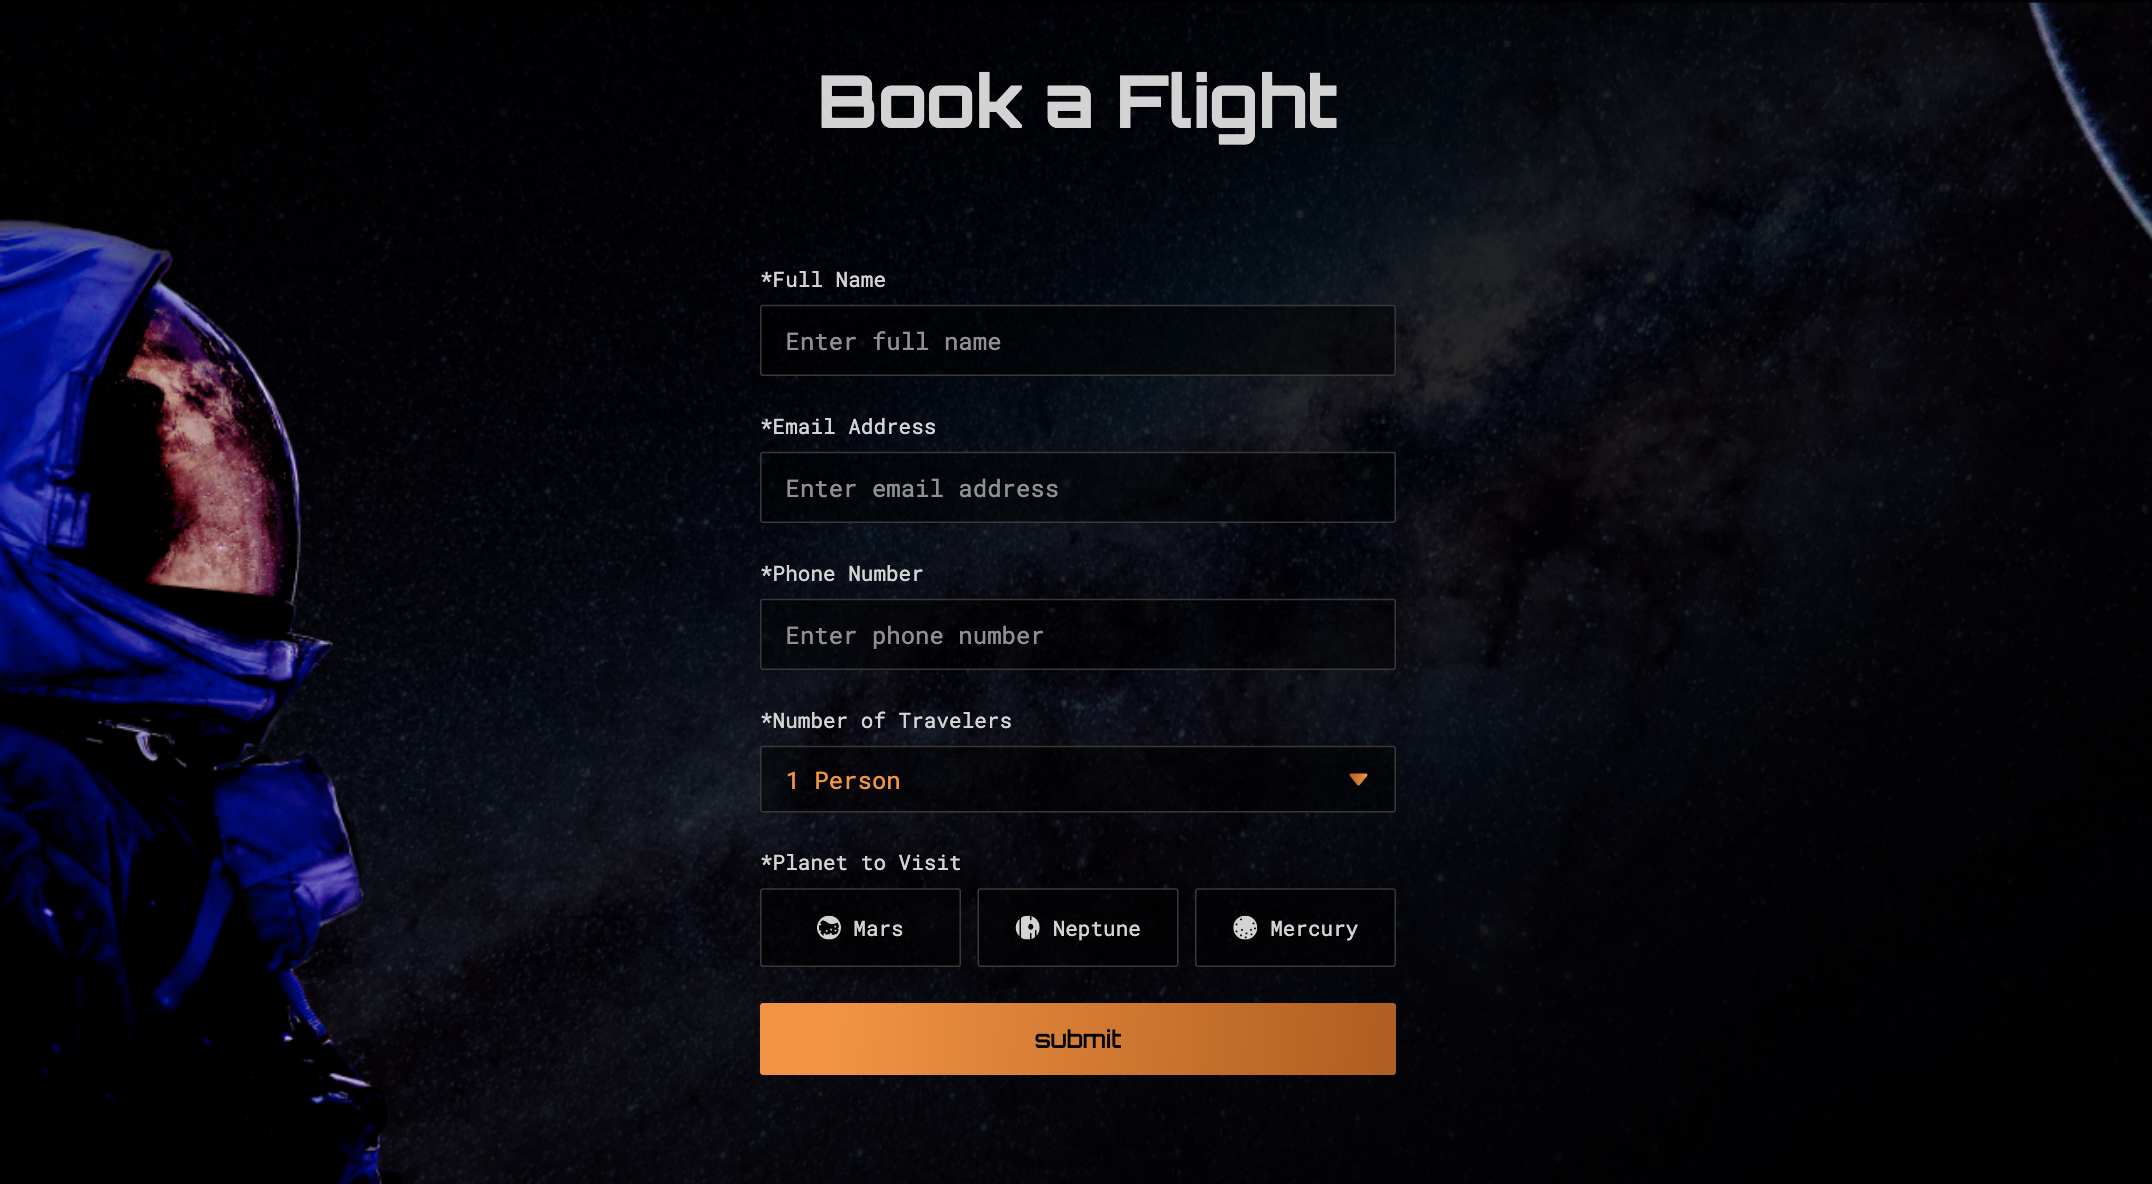 Book a Flight
*Full Name
Enter full name
*Email Address
Enter email address
*Phone Number
Enter phone number
*Number of Travelers
1 Person
*Planet to Visit
Mars Neptune Mercury
submit